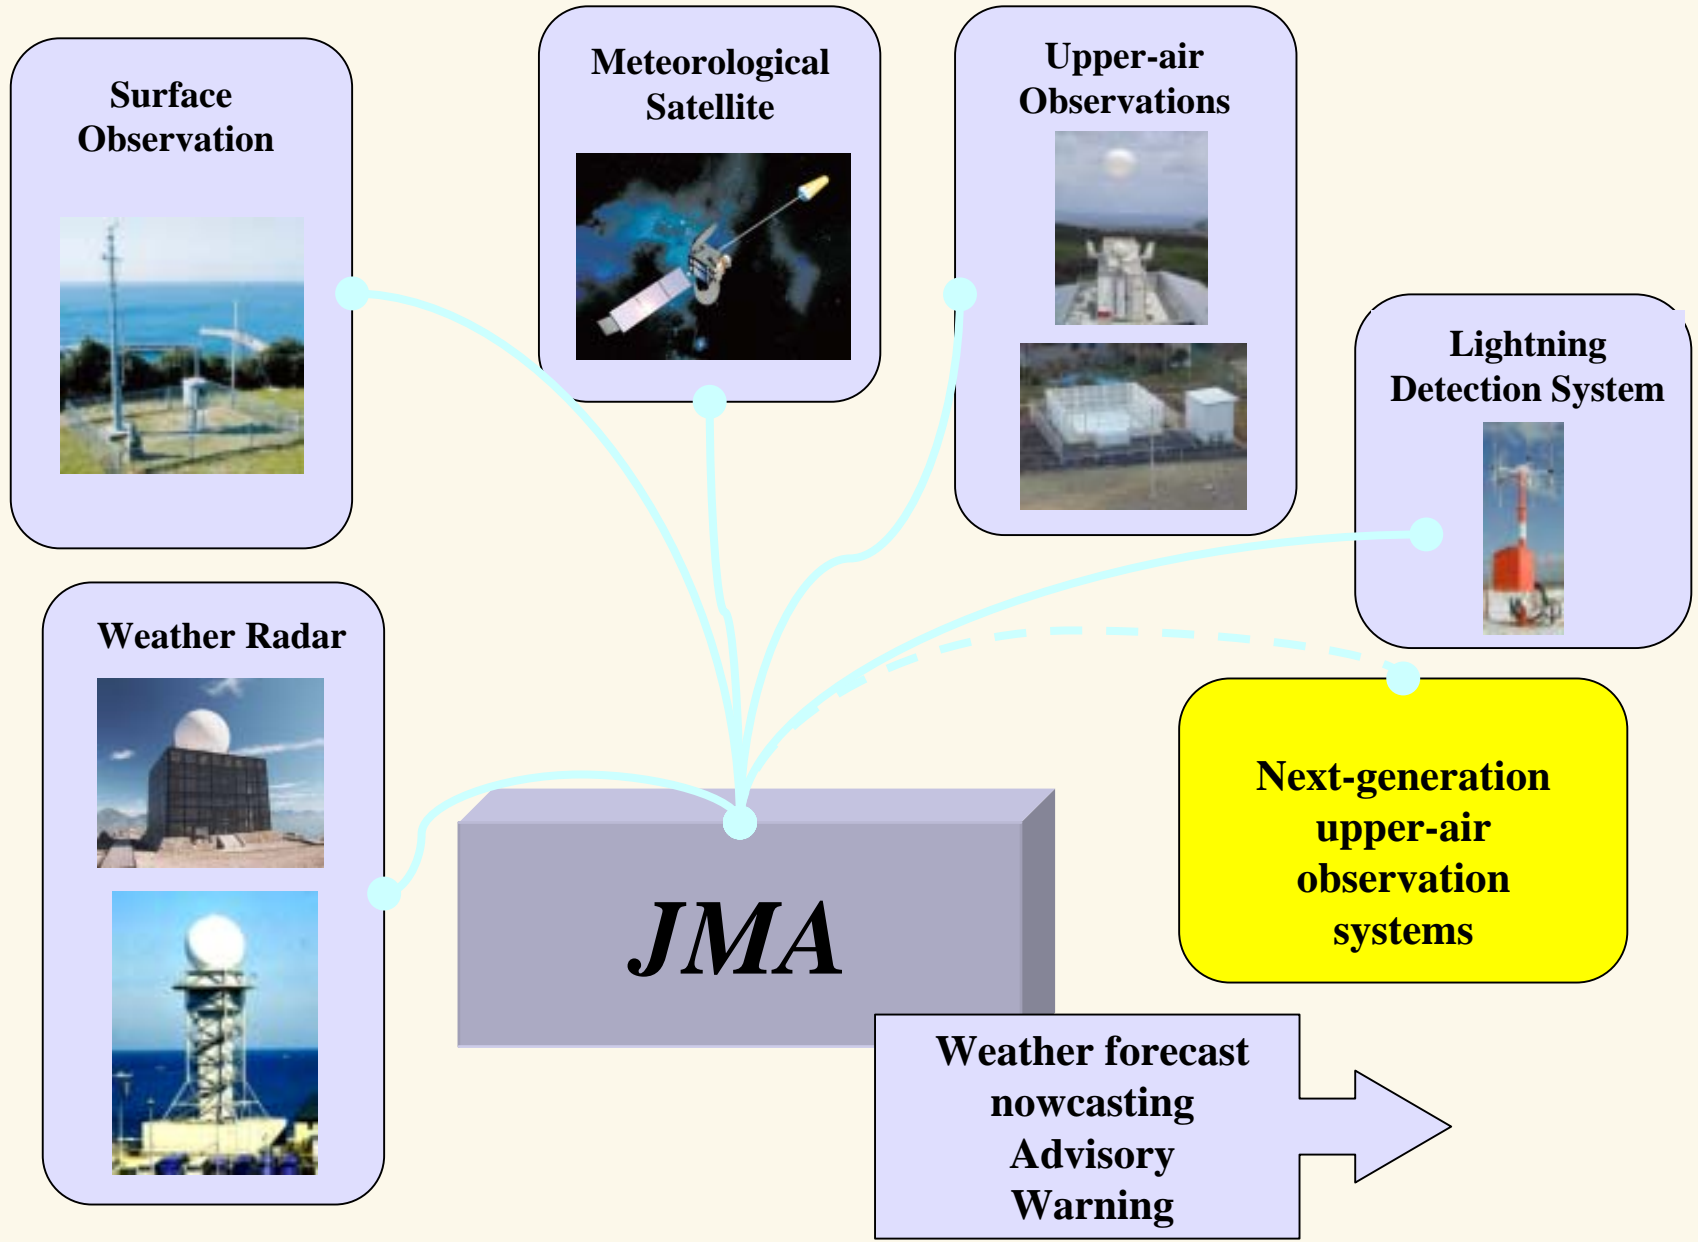 Surface
Observation
Meteorological
Satellite
Upper-air
Observations
Lightning
Detection System
Weather Radar
Next-generation
upper-air
observation
systems
JMA
Weather forecast
nowcasting
Advisory
Warning